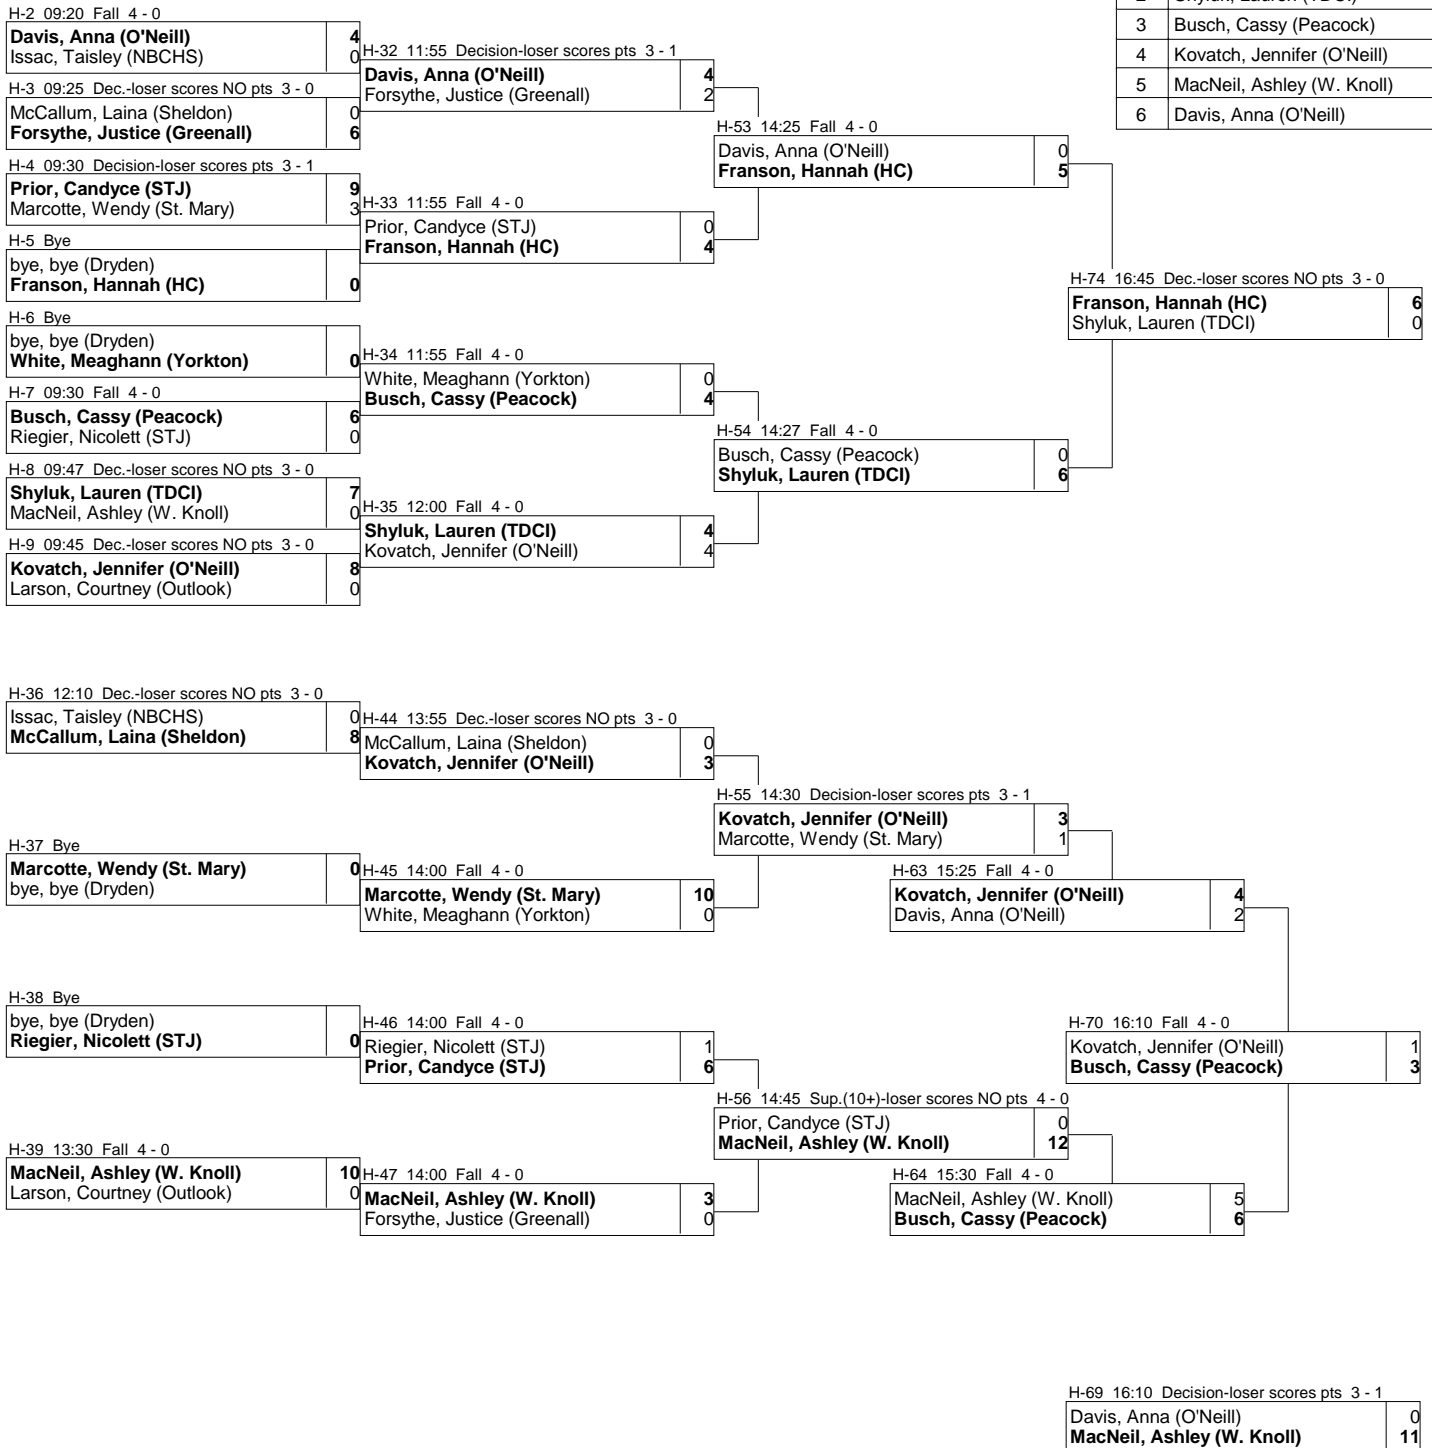 2 Shyluk, Lauren (TDCI)
3 Busch, Cassy (Peacock)
4 Kovatch, Jennifer (O'Neill)
5 MacNeil, Ashley (W. Knoll)
6 Davis, Anna (O'Neill)
H-2 09:20 Fall 4 - 0
Davis, Anna (O'Neill) 4
Issac, Taisley (NBCHS) 0
H-3 09:25 Dec.-loser scores NO pts 3 - 0
McCallum, Laina (Sheldon) 0
Forsythe, Justice (Greenall) 6
H-4 09:30 Decision-loser scores pts 3 - 1
Prior, Candyce (STJ) 9
Marcotte, Wendy (St. Mary) 3
H-5 Bye
bye, bye (Dryden)
Franson, Hannah (HC) 0
H-6 Bye
bye, bye (Dryden)
White, Meaghann (Yorkton) 0
H-7 09:30 Fall 4 - 0
Busch, Cassy (Peacock) 6
Riegier, Nicolett (STJ) 0
H-8 09:47 Dec.-loser scores NO pts 3 - 0
Shyluk, Lauren (TDCI) 7
MacNeil, Ashley (W. Knoll) 0
H-9 09:45 Dec.-loser scores NO pts 3 - 0
Kovatch, Jennifer (O'Neill) 8
Larson, Courtney (Outlook) 0
H-32 11:55 Decision-loser scores pts 3 - 1
Davis, Anna (O'Neill) 4
Forsythe, Justice (Greenall) 2
H-33 11:55 Fall 4 - 0
Prior, Candyce (STJ) 0
Franson, Hannah (HC) 4
H-34 11:55 Fall 4 - 0
White, Meaghann (Yorkton) 0
Busch, Cassy (Peacock) 4
H-35 12:00 Fall 4 - 0
Shyluk, Lauren (TDCI) 4
Kovatch, Jennifer (O'Neill) 4
H-53 14:25 Fall 4 - 0
Davis, Anna (O'Neill) 0
Franson, Hannah (HC) 5
H-54 14:27 Fall 4 - 0
Busch, Cassy (Peacock) 0
Shyluk, Lauren (TDCI) 6
H-74 16:45 Dec.-loser scores NO pts 3 - 0
Franson, Hannah (HC) 6
Shyluk, Lauren (TDCI) 0
H-36 12:10 Dec.-loser scores NO pts 3 - 0
Issac, Taisley (NBCHS) 0
McCallum, Laina (Sheldon) 8
H-37 Bye
Marcotte, Wendy (St. Mary) 0
bye, bye (Dryden)
H-38 Bye
bye, bye (Dryden)
Riegier, Nicolett (STJ) 0
H-39 13:30 Fall 4 - 0
MacNeil, Ashley (W. Knoll) 10
Larson, Courtney (Outlook) 0
H-44 13:55 Dec.-loser scores NO pts 3 - 0
McCallum, Laina (Sheldon) 0
Kovatch, Jennifer (O'Neill) 3
H-45 14:00 Fall 4 - 0
Marcotte, Wendy (St. Mary) 10
White, Meaghann (Yorkton) 0
H-46 14:00 Fall 4 - 0
Riegier, Nicolett (STJ) 1
Prior, Candyce (STJ) 6
H-47 14:00 Fall 4 - 0
MacNeil, Ashley (W. Knoll) 3
Forsythe, Justice (Greenall) 0
H-55 14:30 Decision-loser scores pts 3 - 1
Kovatch, Jennifer (O'Neill) 3
Marcotte, Wendy (St. Mary) 1
H-56 14:45 Sup.(10+)-loser scores NO pts 4 - 0
Prior, Candyce (STJ) 0
MacNeil, Ashley (W. Knoll) 12
H-63 15:25 Fall 4 - 0
Kovatch, Jennifer (O'Neill) 4
Davis, Anna (O'Neill) 2
H-64 15:30 Fall 4 - 0
MacNeil, Ashley (W. Knoll) 5
Busch, Cassy (Peacock) 6
H-70 16:10 Fall 4 - 0
Kovatch, Jennifer (O'Neill) 1
Busch, Cassy (Peacock) 3
H-69 16:10 Decision-loser scores pts 3 - 1
Davis, Anna (O'Neill) 0
MacNeil, Ashley (W. Knoll) 11